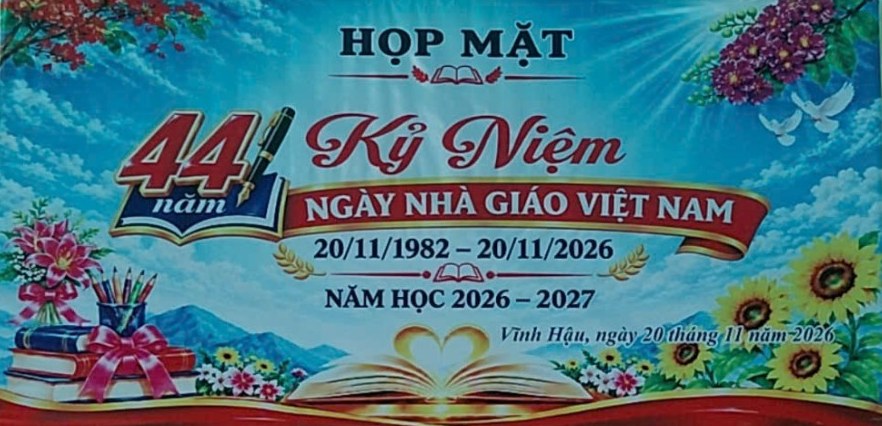 HỌP MẶT
44 năm
Kỷ Niệm
NGÀY NHÀ GIÁO VIỆT NAM
20/11/1982 – 20/11/2026
NĂM HỌC 2026 – 2027
Vĩnh Hậu, ngày 20 tháng 11 năm 2026